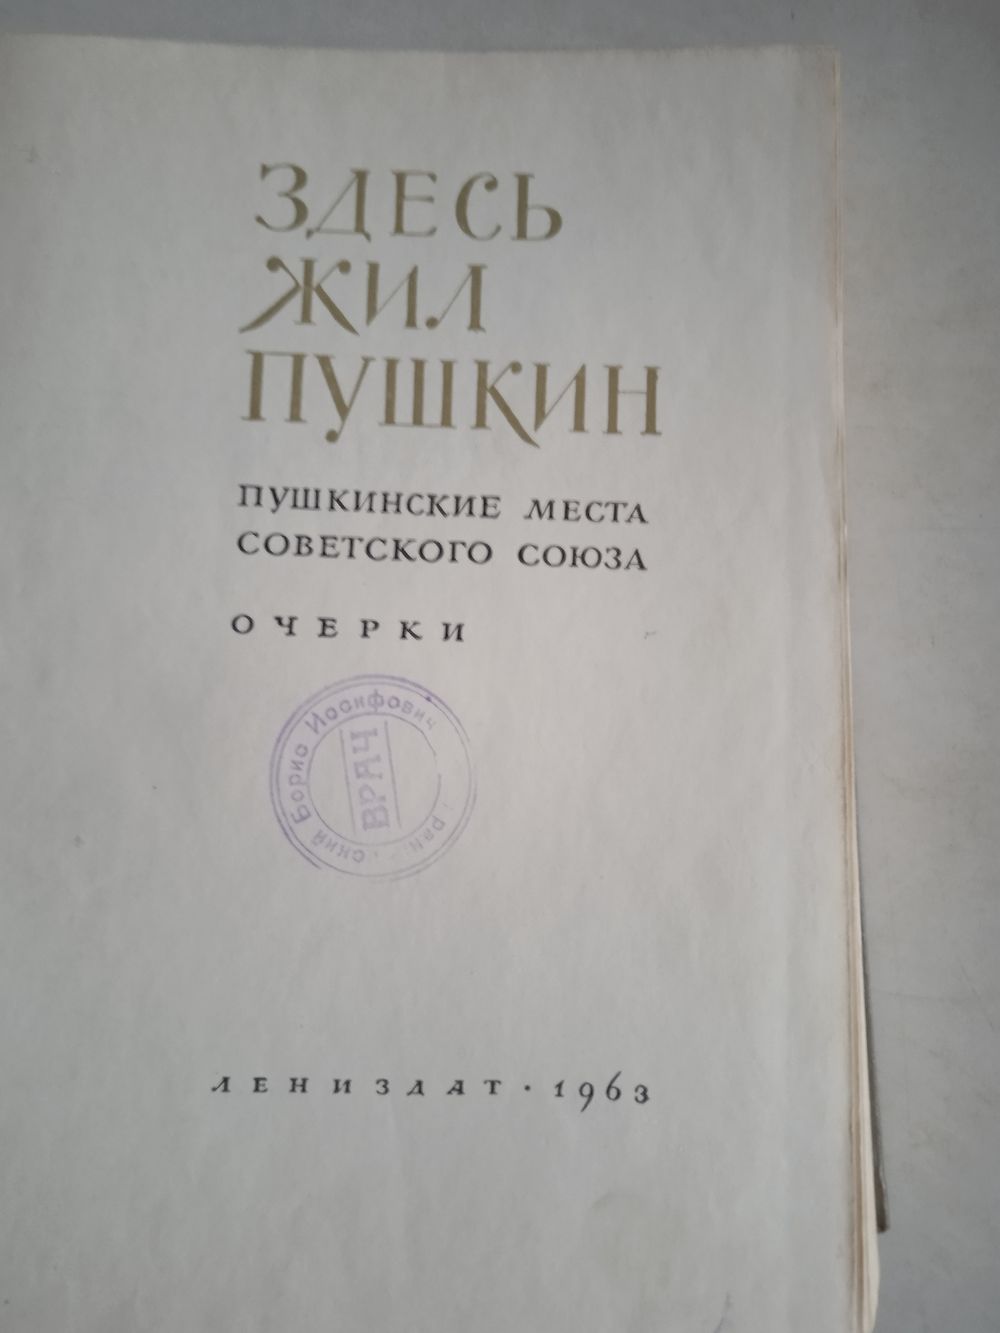 ЗДЕСЬ
ЖИЛ
ПУШКИН
ПУШКИНСКИЕ МЕСТА
СОВЕТСКОГО СОЮЗА
ОЧЕРКИ
Борис Иосифович
ВРАЧ
ЛЕНИЗДАТ · 1963